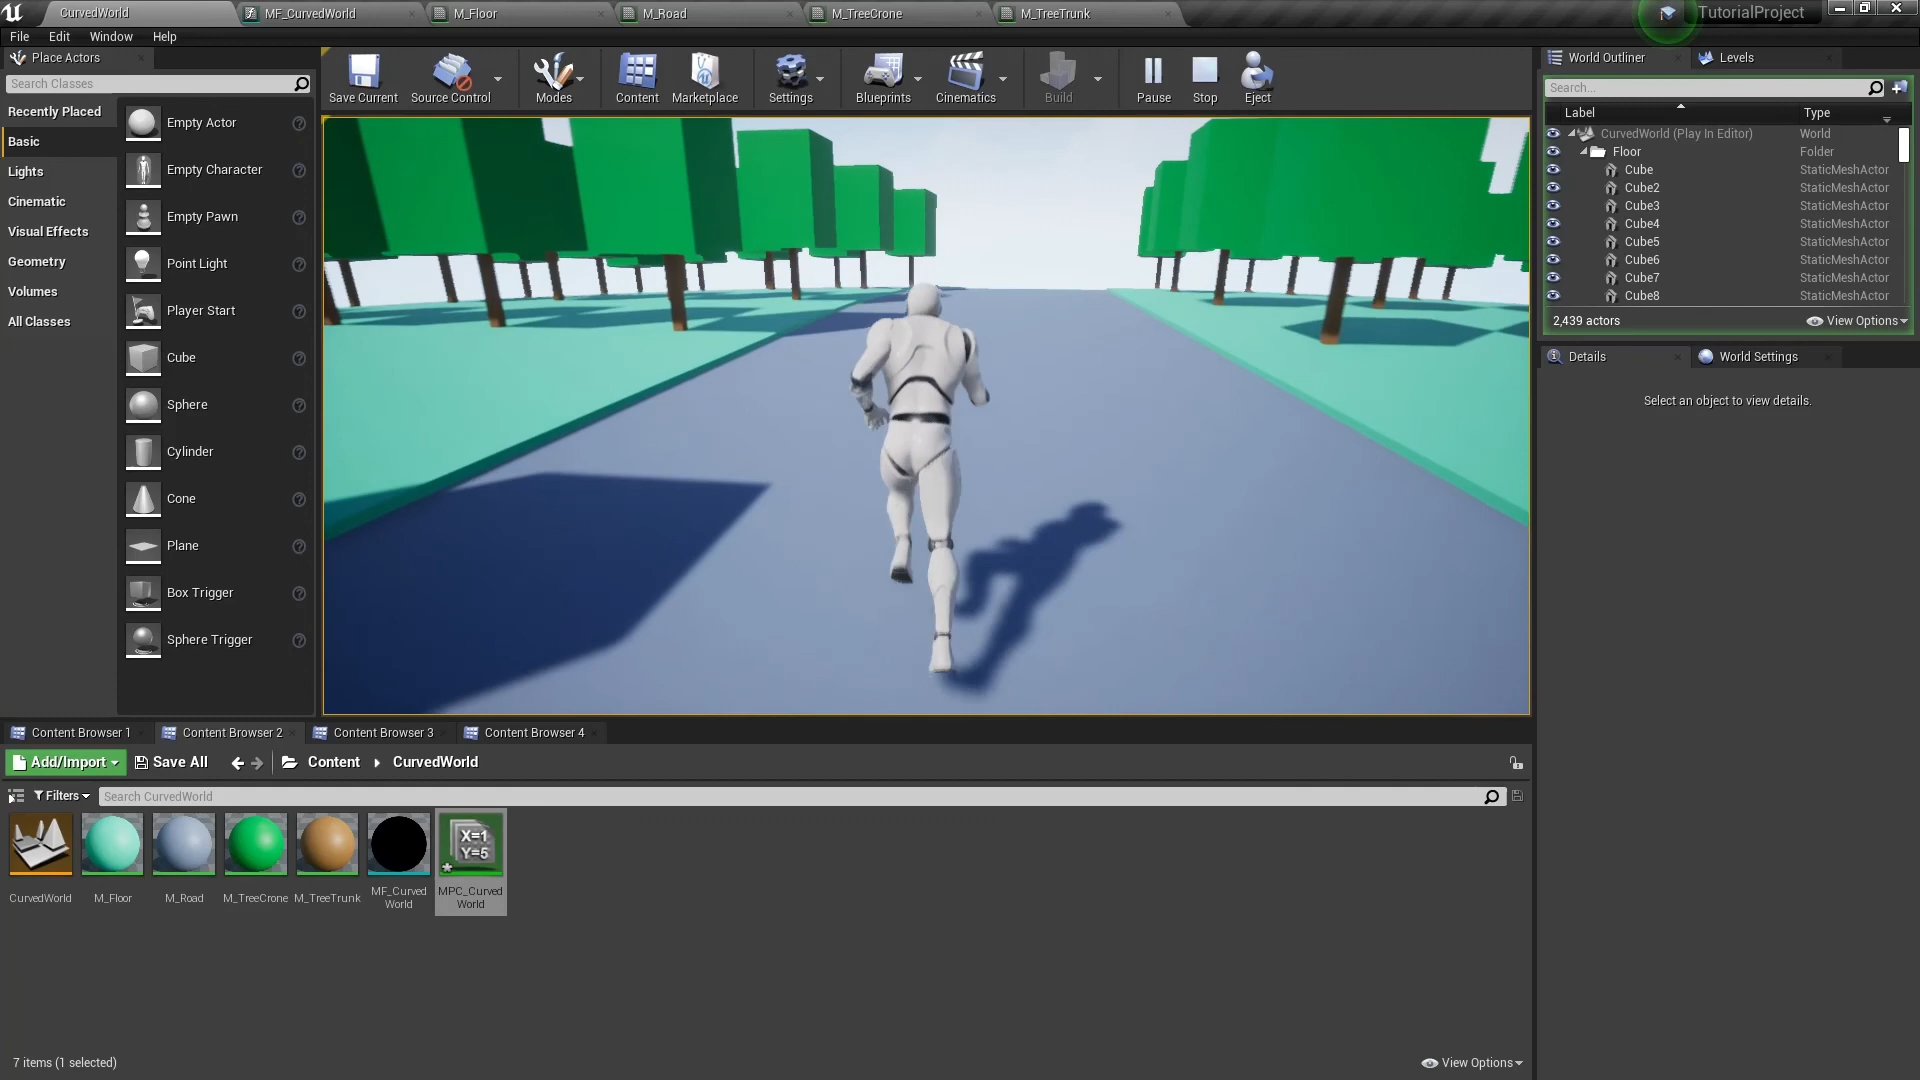 CurvedWorld
MF_CurvedWorld
M_Floor
M_Road
M_TreeCrone
M_TreeTrunk
TutorialProject
File Edit Window Help
Place Actors
Search Classes
Recently Placed
Basic
Lights
Cinematic
Visual Effects
Geometry
Volumes
All Classes
Empty Actor
Empty Character
Empty Pawn
Point Light
Player Start
Cube
Sphere
Cylinder
Cone
Plane
Box Trigger
Sphere Trigger
Save Current
Source Control
Modes
Content
Marketplace
Settings
Blueprints
Cinematics
Build
Pause
Stop
Eject
World Outliner
Levels
Search...
Label Type
CurvedWorld (Play In Editor) World
Floor Folder
Cube StaticMeshActor
Cube2 StaticMeshActor
Cube3 StaticMeshActor
Cube4 StaticMeshActor
Cube5 StaticMeshActor
Cube6 StaticMeshActor
Cube7 StaticMeshActor
Cube8 StaticMeshActor
2,439 actors
View Options
Details
World Settings
Select an object to view details.
Content Browser 1
Content Browser 2
Content Browser 3
Content Browser 4
Add/Import
Save All
Content
CurvedWorld
Filters
Search CurvedWorld
X=1
Y=5
CurvedWorld
M_Floor
M_Road
M_TreeCrone
M_TreeTrunk
MF_Curved
World
MPC_Curved
World
7 items (1 selected)
View Options